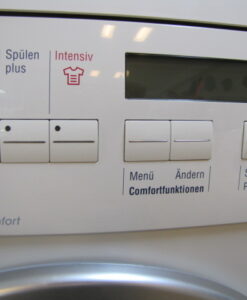 Spülen
plus
Intensiv
Menü Ändern
Comfortfunktionen